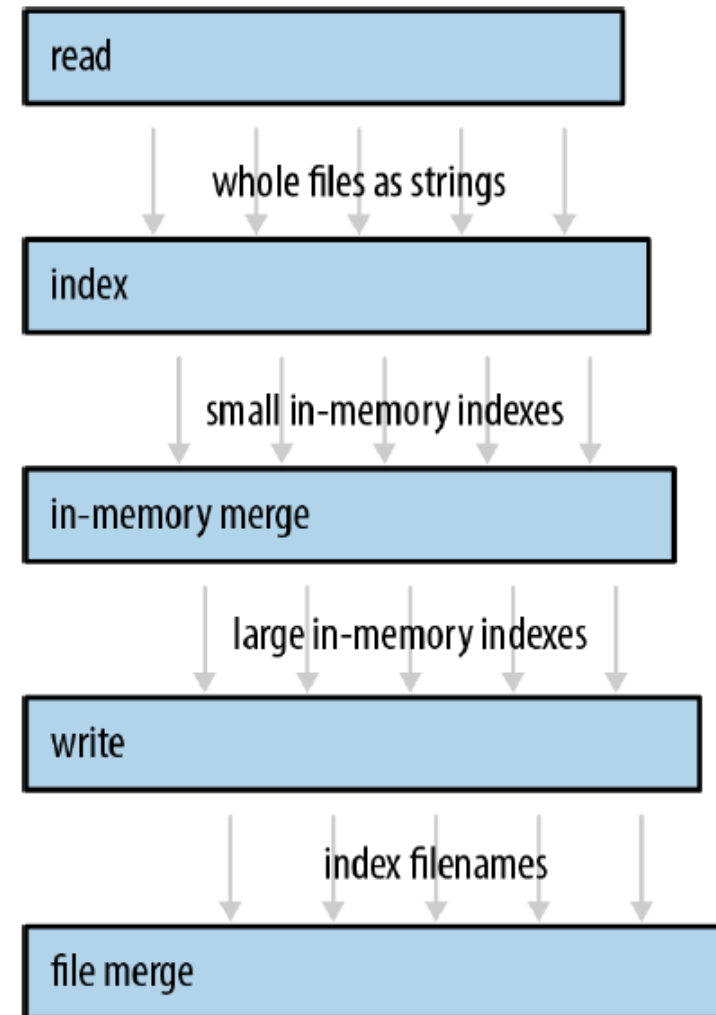 read
whole files as strings
index
small in-memory indexes
in-memory merge
large in-memory indexes
write
index filenames
file merge